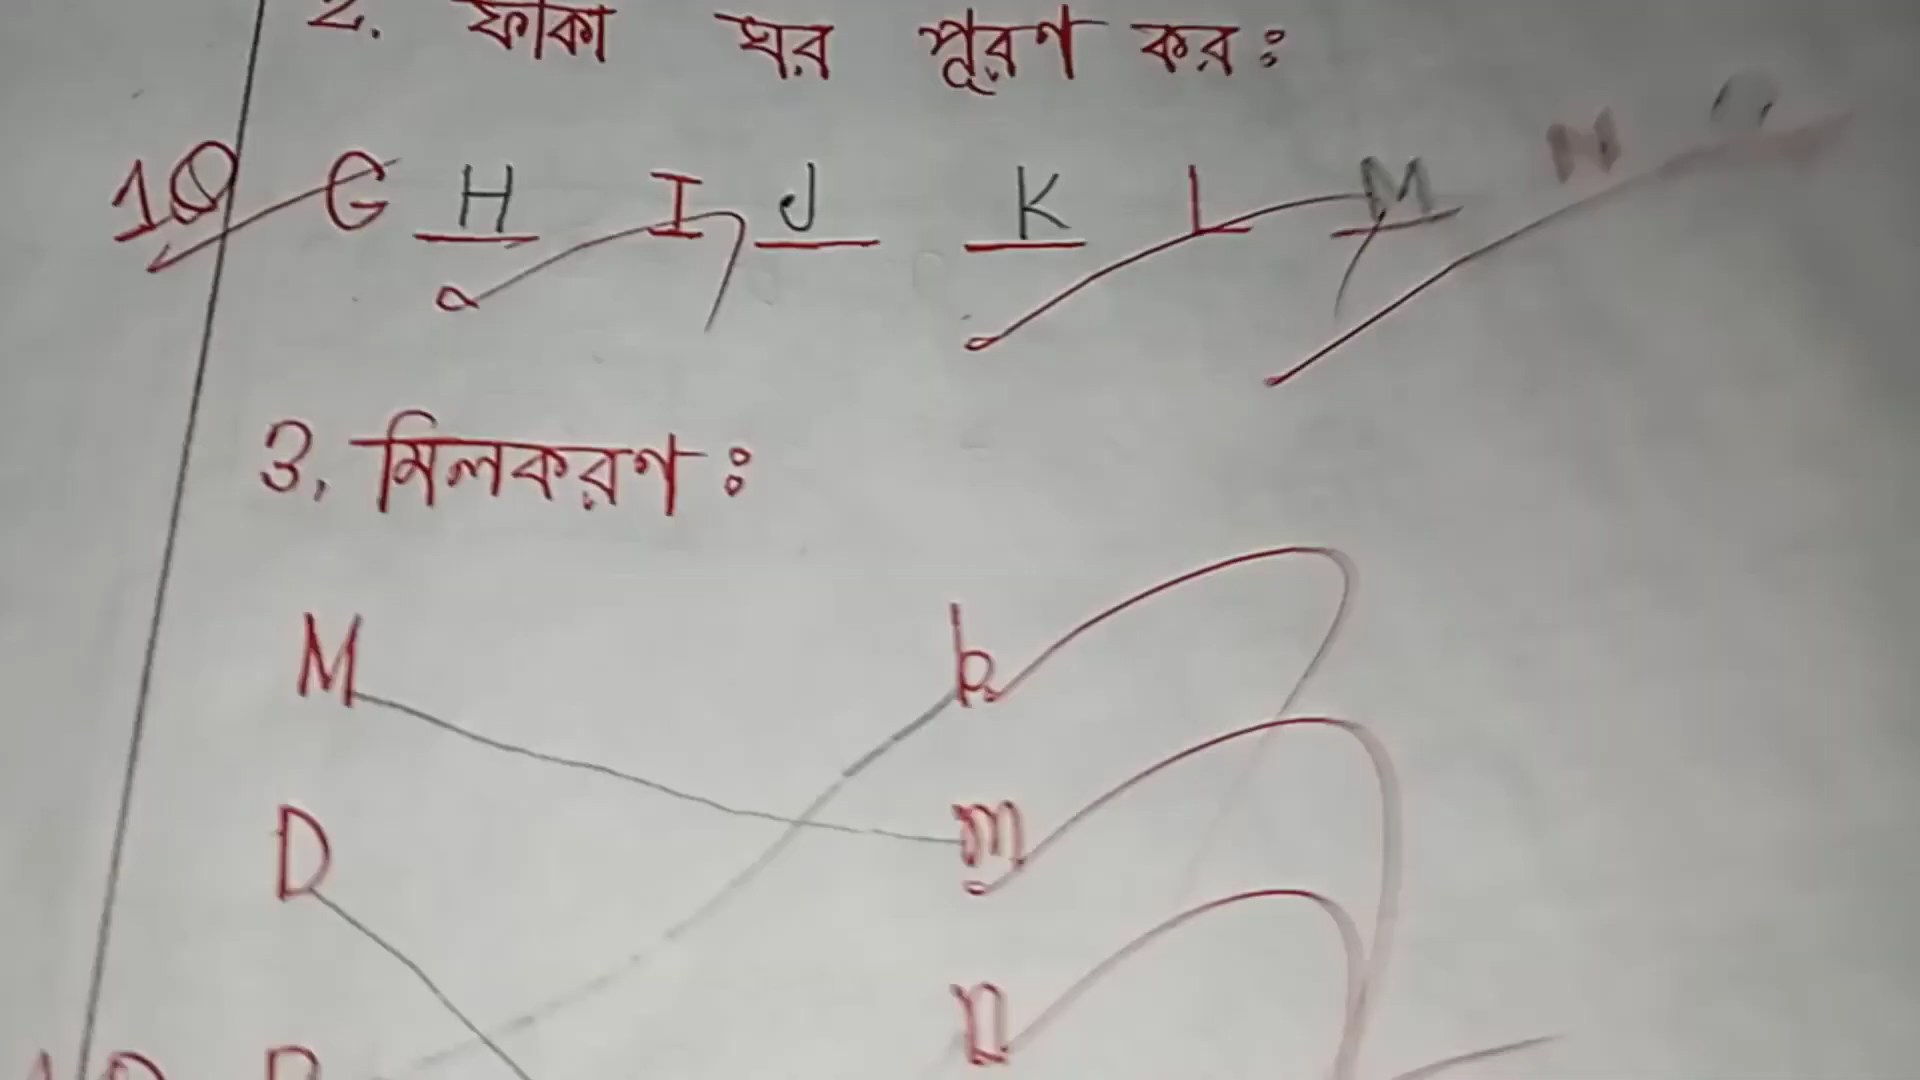 2. ফাকা ঘর পূরণ কর:
10 G H I J K L M N
3. মিলকরণ:
M b
D m
n